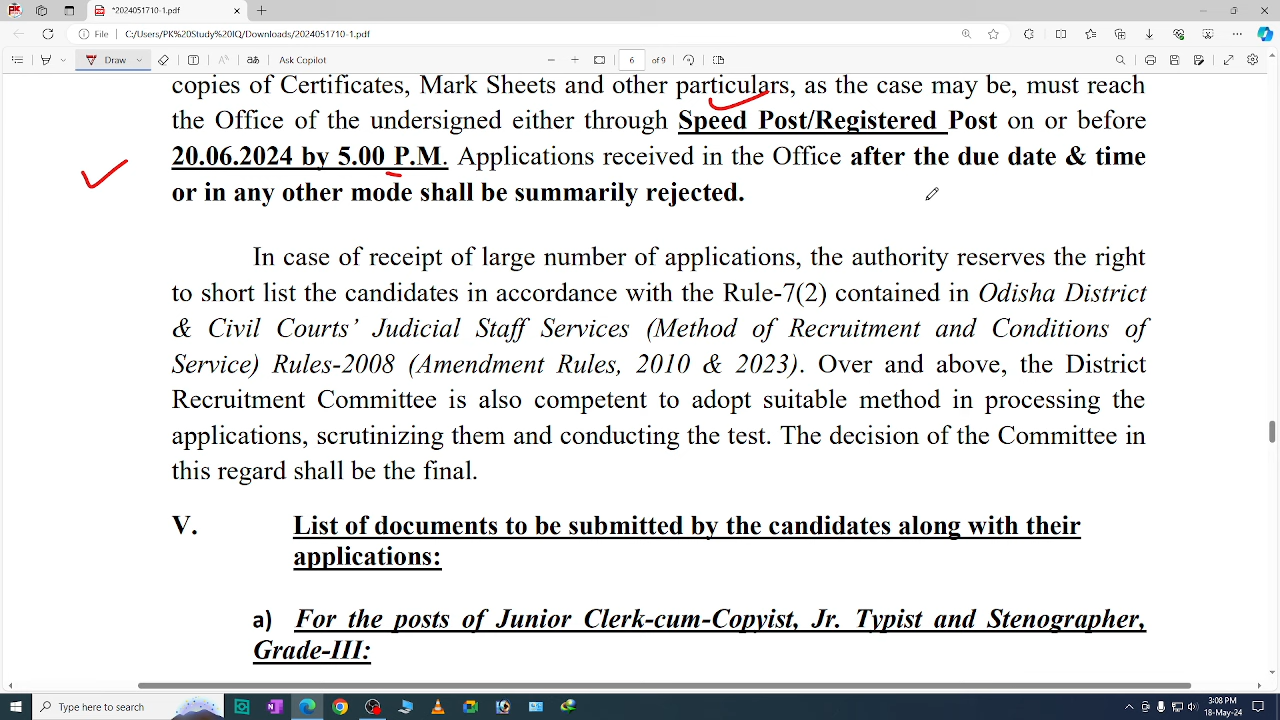 *2024051710-1.pdf
File C:/Users/PK%20Study%20IQ/Downloads/2024051710-1.pdf
Draw Ask Copilot 6 of 9
copies of Certificates, Mark Sheets and other particulars, as the case may be, must reach
the Office of the undersigned either through Speed Post/Registered Post on or before
20.06.2024 by 5.00 P.M. Applications received in the Office after the due date & time
or in any other mode shall be summarily rejected.
In case of receipt of large number of applications, the authority reserves the right
to short list the candidates in accordance with the Rule-7(2) contained in Odisha District
& Civil Courts’ Judicial Staff Services (Method of Recruitment and Conditions of
Service) Rules-2008 (Amendment Rules, 2010 & 2023). Over and above, the District
Recruitment Committee is also competent to adopt suitable method in processing the
applications, scrutinizing them and conducting the test. The decision of the Committee in
this regard shall be the final.
V. List of documents to be submitted by the candidates along with their
applications:
a) For the posts of Junior Clerk-cum-Copyist, Jr. Typist and Stenographer,
Grade-III:
Type here to search
3:08 PM
18-May-24